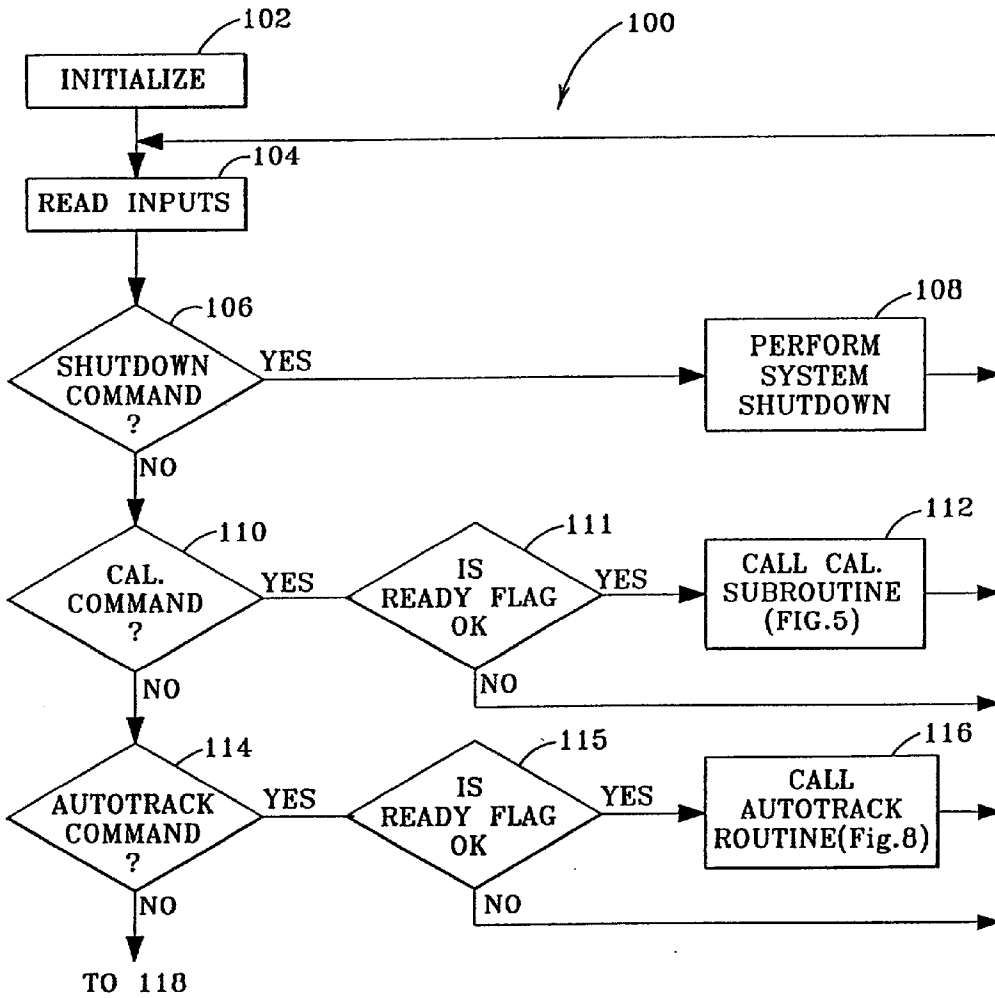 102
100
INITIALIZE
104
READ INPUTS
106
108
SHUTDOWN
COMMAND
?
YES
PERFORM
SYSTEM
SHUTDOWN
NO
110
111
112
CAL.
COMMAND
?
YES
IS
READY FLAG
OK
YES
CALL CAL.
SUBROUTINE
(FIG.5)
NO
NO
114
115
116
AUTOTRACK
COMMAND
?
YES
IS
READY FLAG
OK
YES
CALL
AUTOTRACK
ROUTINE(Fig.8)
NO
NO
TO 118